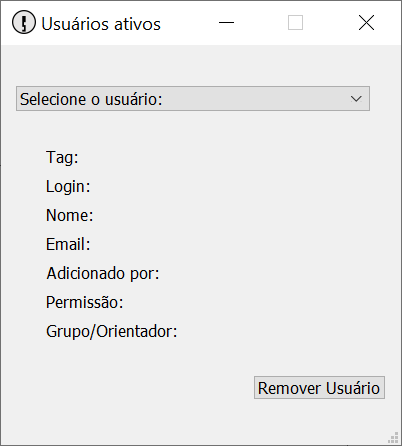 Usuários ativos
Selecione o usuário:
Tag:
Login:
Nome:
Email:
Adicionado por:
Permissão:
Grupo/Orientador:
Remover Usuário